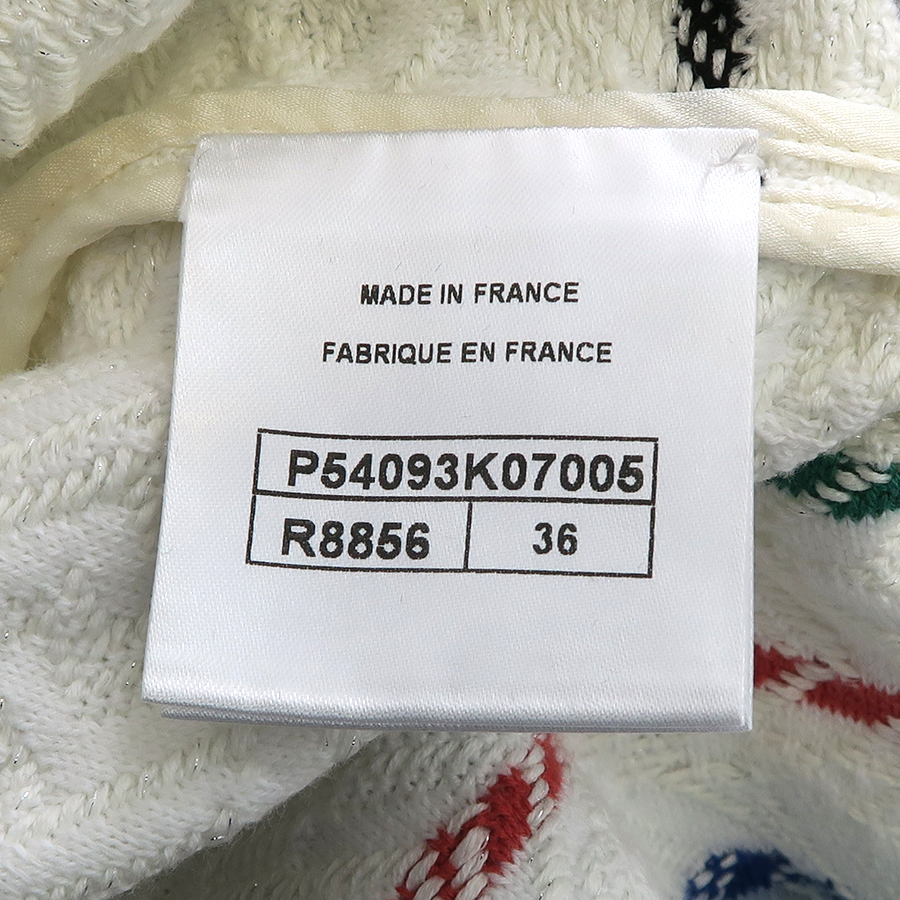 MADE IN FRANCE
FABRIQUE EN FRANCE
P54093K07005
R8856 36